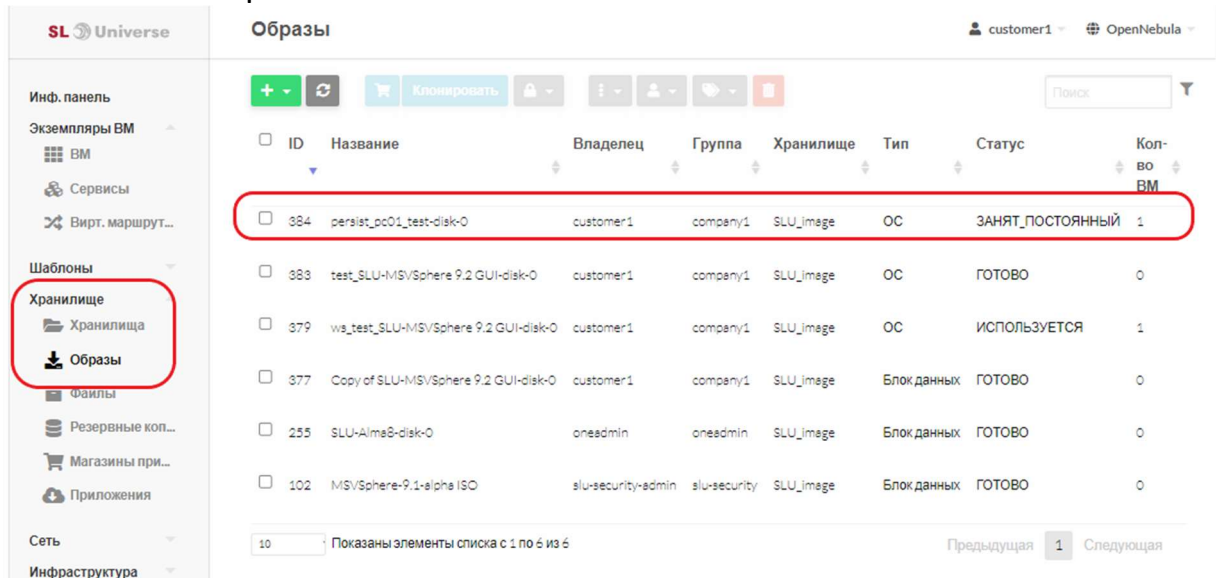 SL Universe
Образы
customer1
OpenNebula
Инф. панель
Экземпляры ВМ
ВМ
Сервисы
Вирт. маршрут...
Шаблоны
Хранилище
Хранилища
Образы
Файлы
Резервные коп...
Магазины при...
Приложения
Сеть
Инфраструктура
Клонировать
Поиск
ID Название Владелец Группа Хранилище Тип Статус Кол-
во
ВМ
384 persist_pc01_test-disk-0 customer1 company1 SLU_image ОС ЗАНЯТ_ПОСТОЯННЫЙ 1
383 test_SLU-MSVSphere 9.2 GUI-disk-0 customer1 company1 SLU_image ОС ГОТОВО 0
379 ws_test_SLU-MSVSphere 9.2 GUI-disk-0 customer1 company1 SLU_image ОС ИСПОЛЬЗУЕТСЯ 1
377 Copy of SLU-MSVSphere 9.2 GUI-disk-0 customer1 company1 SLU_image Блок данных ГОТОВО 0
255 SLU-Alma8-disk-0 oneadmin oneadmin SLU_image Блок данных ГОТОВО 0
102 MSVSphere-9.1-alpha ISO slu-security-admin slu-security SLU_image Блок данных ГОТОВО 0
10 Показаны элементы списка с 1 по 6 из 6
Предыдущая 1 Следующая